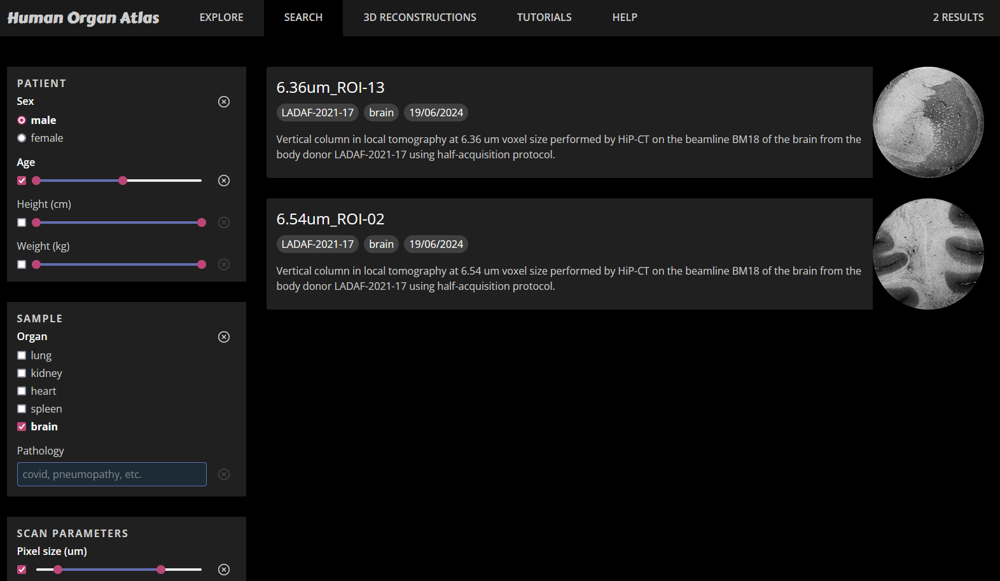 Human Organ Atlas
EXPLORE
SEARCH
3D RECONSTRUCTIONS
TUTORIALS
HELP
2 RESULTS
PATIENT
Sex
male
female
Age
Height (cm)
Weight (kg)
SAMPLE
Organ
lung
kidney
heart
spleen
brain
Pathology
covid, pneumopathy, etc.
SCAN PARAMETERS
Pixel size (um)
6.36um_ROI-13
LADAF-2021-17 brain 19/06/2024
Vertical column in local tomography at 6.36 um voxel size performed by HiP-CT on the beamline BM18 of the brain from the
body donor LADAF-2021-17 using half-acquisition protocol.
6.54um_ROI-02
LADAF-2021-17 brain 19/06/2024
Vertical column in local tomography at 6.54 um voxel size performed by HiP-CT on the beamline BM18 of the brain from the
body donor LADAF-2021-17 using half-acquisition protocol.